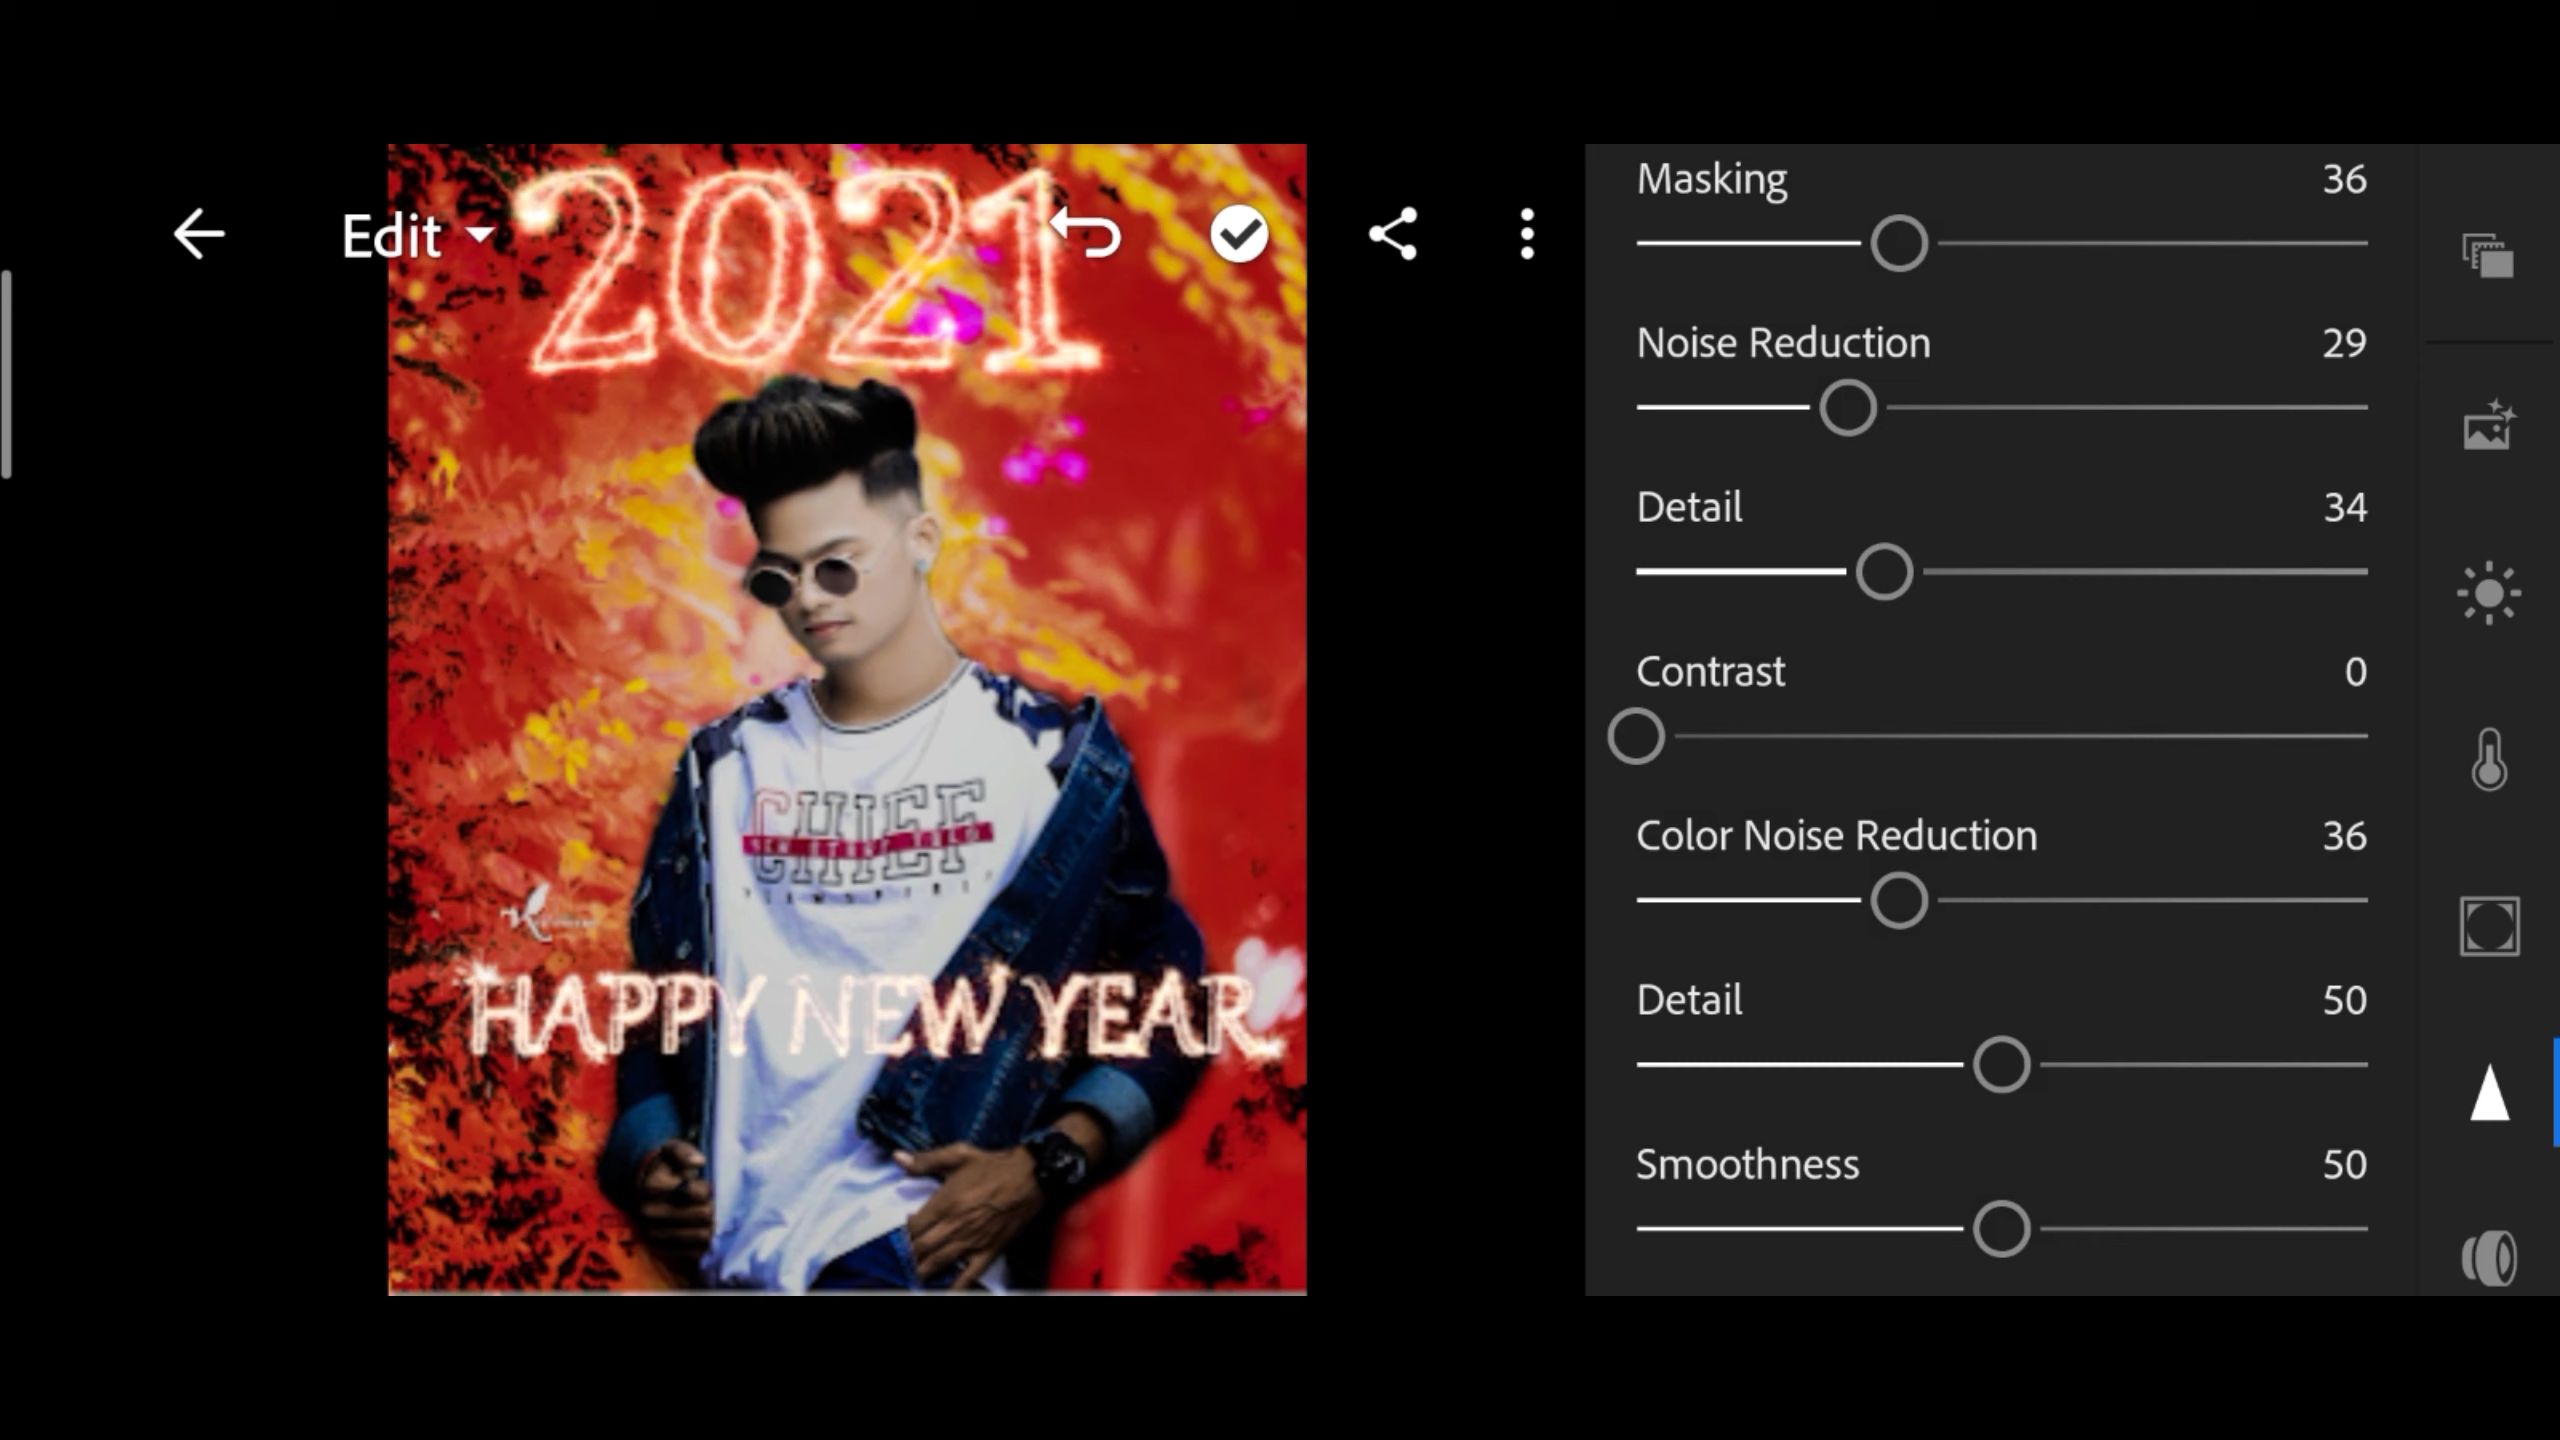 Edit
2021
CHIEF
HAPPY NEW YEAR
Masking 36
Noise Reduction 29
Detail 34
Contrast 0
Color Noise Reduction 36
Detail 50
Smoothness 50